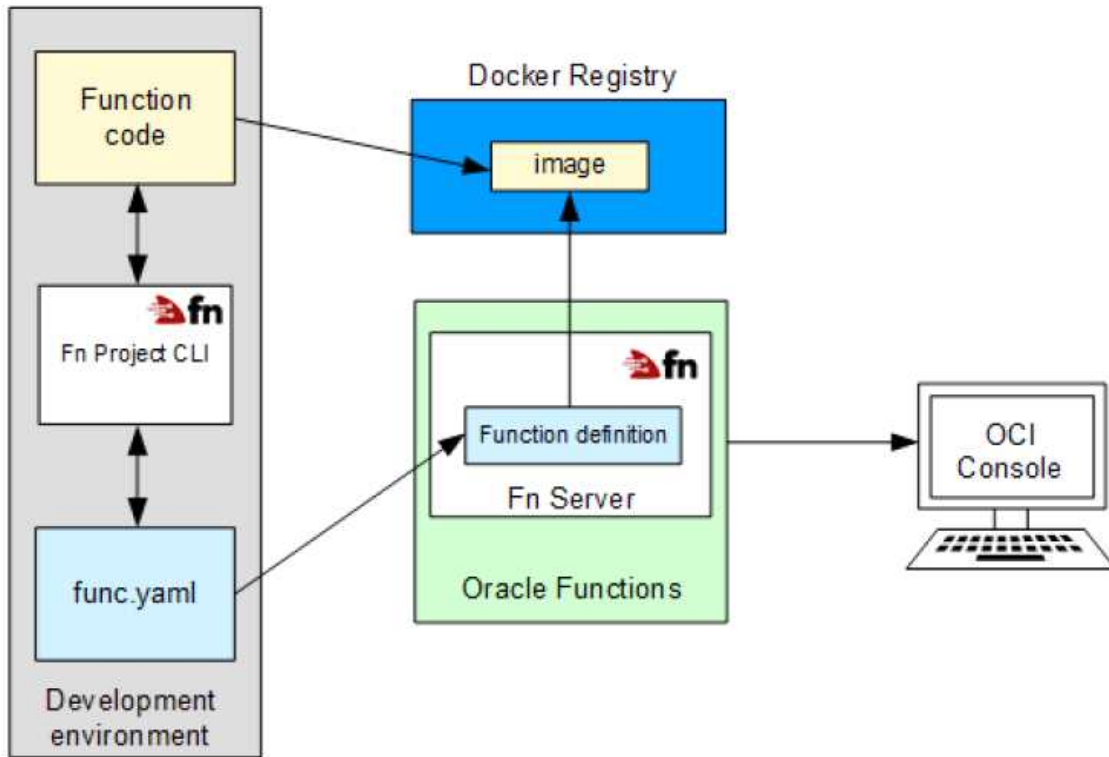 Function
code
fn
Fn Project CLI
func.yaml
Development
environment
Docker Registry
image
fn
Function definition
Fn Server
Oracle Functions
OCI
Console